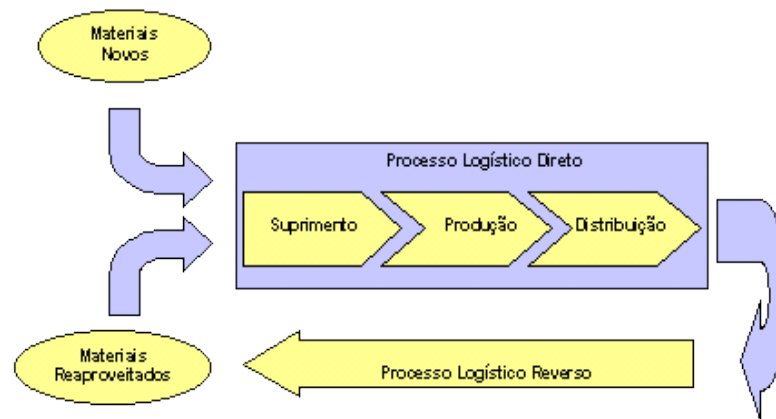 Materiais
Novos
Processo Logístico Direto
Suprimento
Produção
Distribuição
Materiais
Reaproveitados
Processo Logístico Reverso